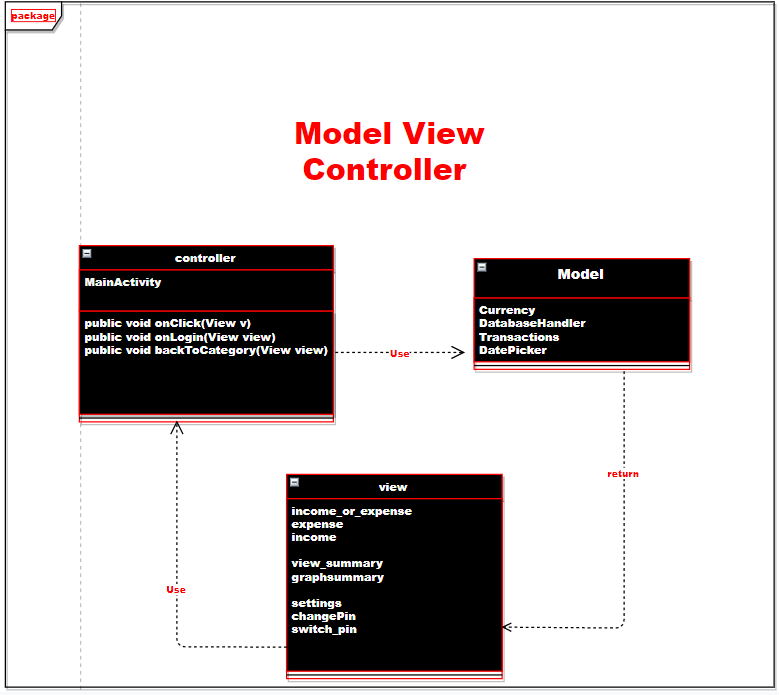 package
Model View
Controller
controller
MainActivity
public void onClick(View v)
public void onLogin(View view)
public void backToCategory(View view)
Use
Model
Currency
DatabaseHandler
Transactions
DatePicker
return
view
income_or_expense
expense
income
view_summary
graphsummary
settings
changePin
switch_pin
Use